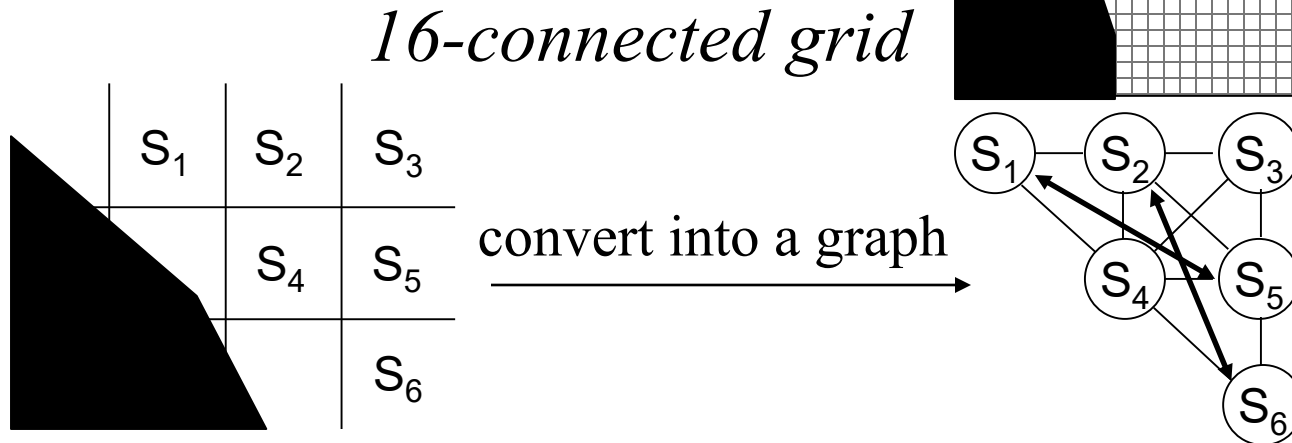 16-connected grid
S₁ S₂ S₃
S₄ S₅
S₆
convert into a graph
S₁ S₂ S₃
S₄ S₅
S₆